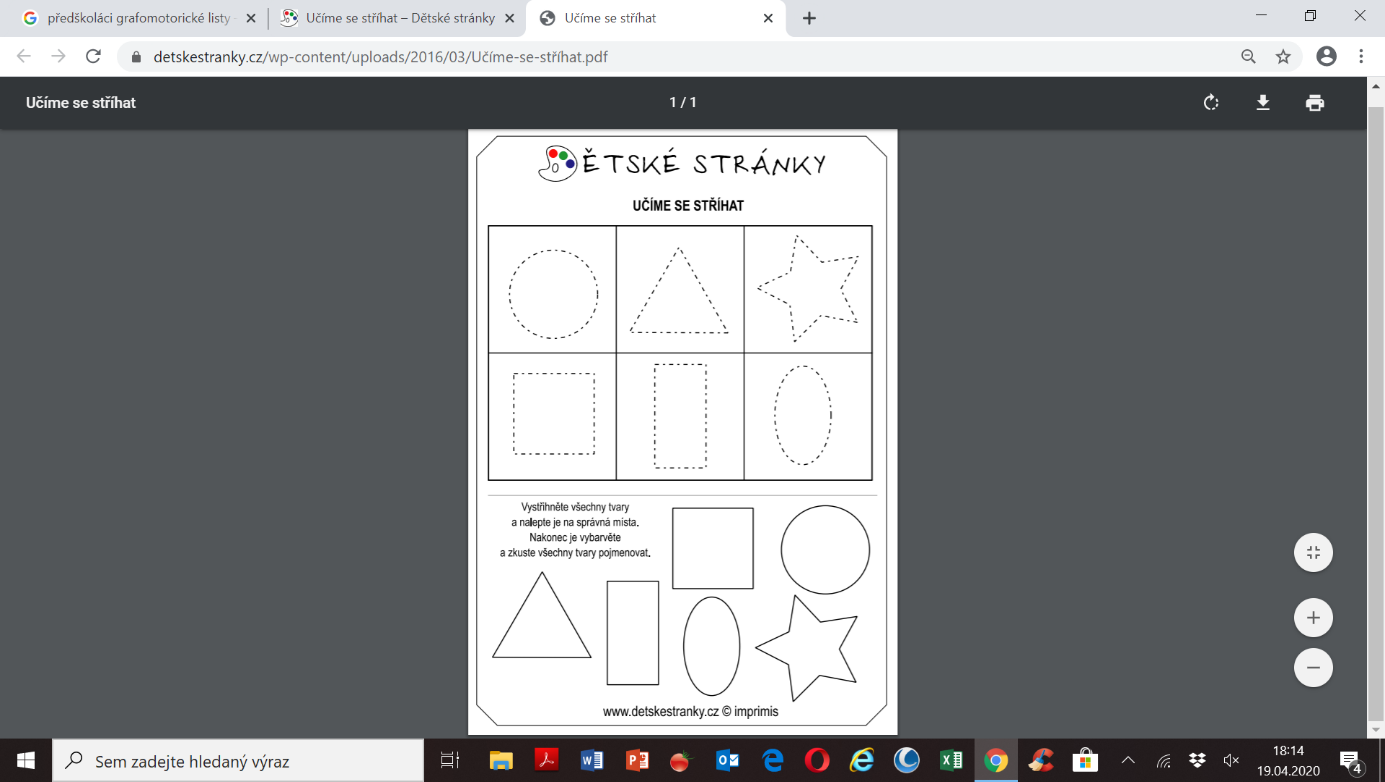 předškoláci grafomotorické listy
Učíme se stříhat – Dětské stránky
Učíme se stříhat
detskestranky.cz/wp-content/uploads/2016/03/Učíme-se-stříhat.pdf
Učíme se stříhat
1 / 1
ĚTSKÉ STRÁNKY
UČÍME SE STŘÍHAT
Vystřihněte všechny tvary
a nalepte je na správná místa.
Nakonec je vybarvěte
a zkuste všechny tvary pojmenovat.
www.detskestranky.cz © imprimis
Sem zadejte hledaný výraz
18:14
19.04.2020
4